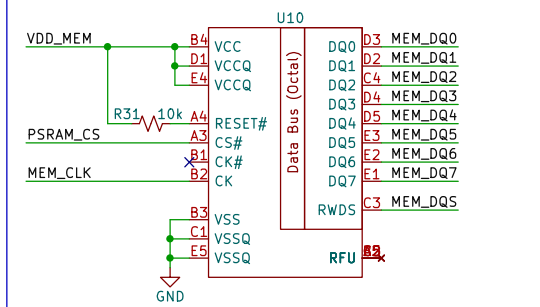 U10
VDD_MEM B4 VCC DQ0 D3 MEM_DQ0
D1 VCCQ DQ1 D2 MEM_DQ1
E4 VCCQ DQ2 C4 MEM_DQ2
DQ3 D4 MEM_DQ3
R31 10k A4 RESET# DQ4 D5 MEM_DQ4
PSRAM_CS A3 CS# DQ5 E3 MEM_DQ5
B1 CK# DQ6 E2 MEM_DQ6
MEM_CLK B2 CK DQ7 E1 MEM_DQ7
Data Bus (Octal)
RWDS C3 MEM_DQS
B3 VSS
C1 VSSQ
E5 VSSQ RFU
GND